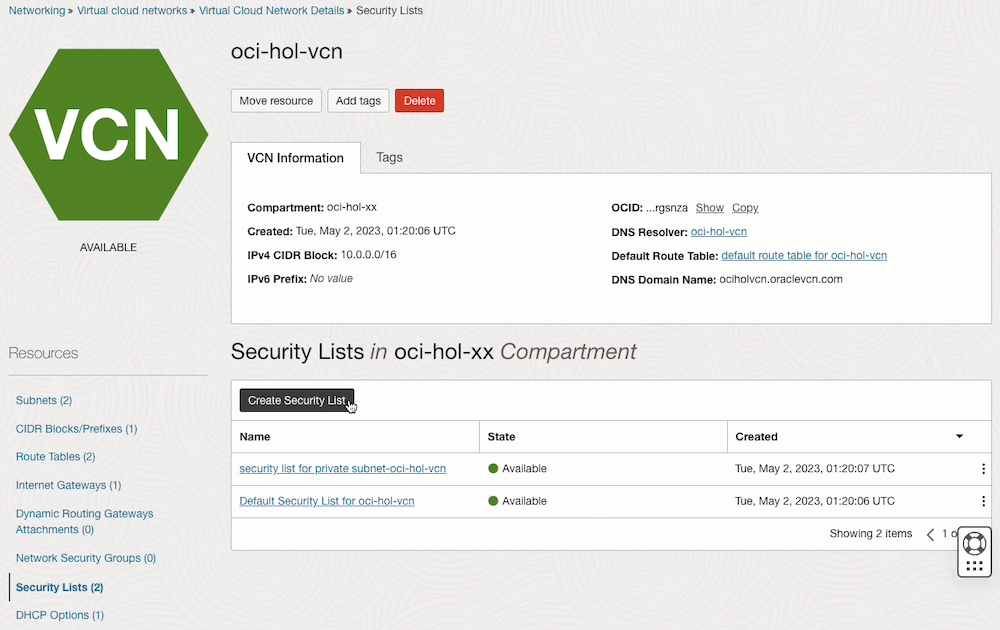 Networking » Virtual cloud networks » Virtual Cloud Network Details » Security Lists
VCN
AVAILABLE
oci-hol-vcn
Move resource Add tags Delete
VCN Information Tags
Compartment: oci-hol-xx
Created: Tue, May 2, 2023, 01:20:06 UTC
IPv4 CIDR Block: 10.0.0.0/16
IPv6 Prefix: No value
OCID: ...rgsnza Show Copy
DNS Resolver: oci-hol-vcn
Default Route Table: default route table for oci-hol-vcn
DNS Domain Name: ociholvcn.oraclevcn.com
Resources
Subnets (2)
CIDR Blocks/Prefixes (1)
Route Tables (2)
Internet Gateways (1)
Dynamic Routing Gateways
Attachments (0)
Network Security Groups (0)
Security Lists (2)
DHCP Options (1)
Security Lists in oci-hol-xx Compartment
Create Security List
Name State Created
security list for private subnet-oci-hol-vcn Available Tue, May 2, 2023, 01:20:07 UTC
Default Security List for oci-hol-vcn Available Tue, May 2, 2023, 01:20:06 UTC
Showing 2 items 1